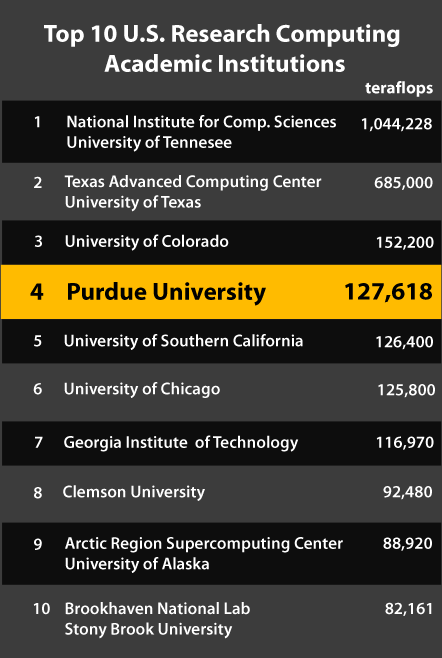 Top 10 U.S. Research Computing
Academic Institutions
teraflops
1 National Institute for Comp. Sciences 1,044,228
University of Tennesee
2 Texas Advanced Computing Center 685,000
University of Texas
3 University of Colorado 152,200
4 Purdue University 127,618
5 University of Southern California 126,400
6 University of Chicago 125,800
7 Georgia Institute of Technology 116,970
8 Clemson University 92,480
9 Arctic Region Supercomputing Center 88,920
University of Alaska
10 Brookhaven National Lab 82,161
Stony Brook University